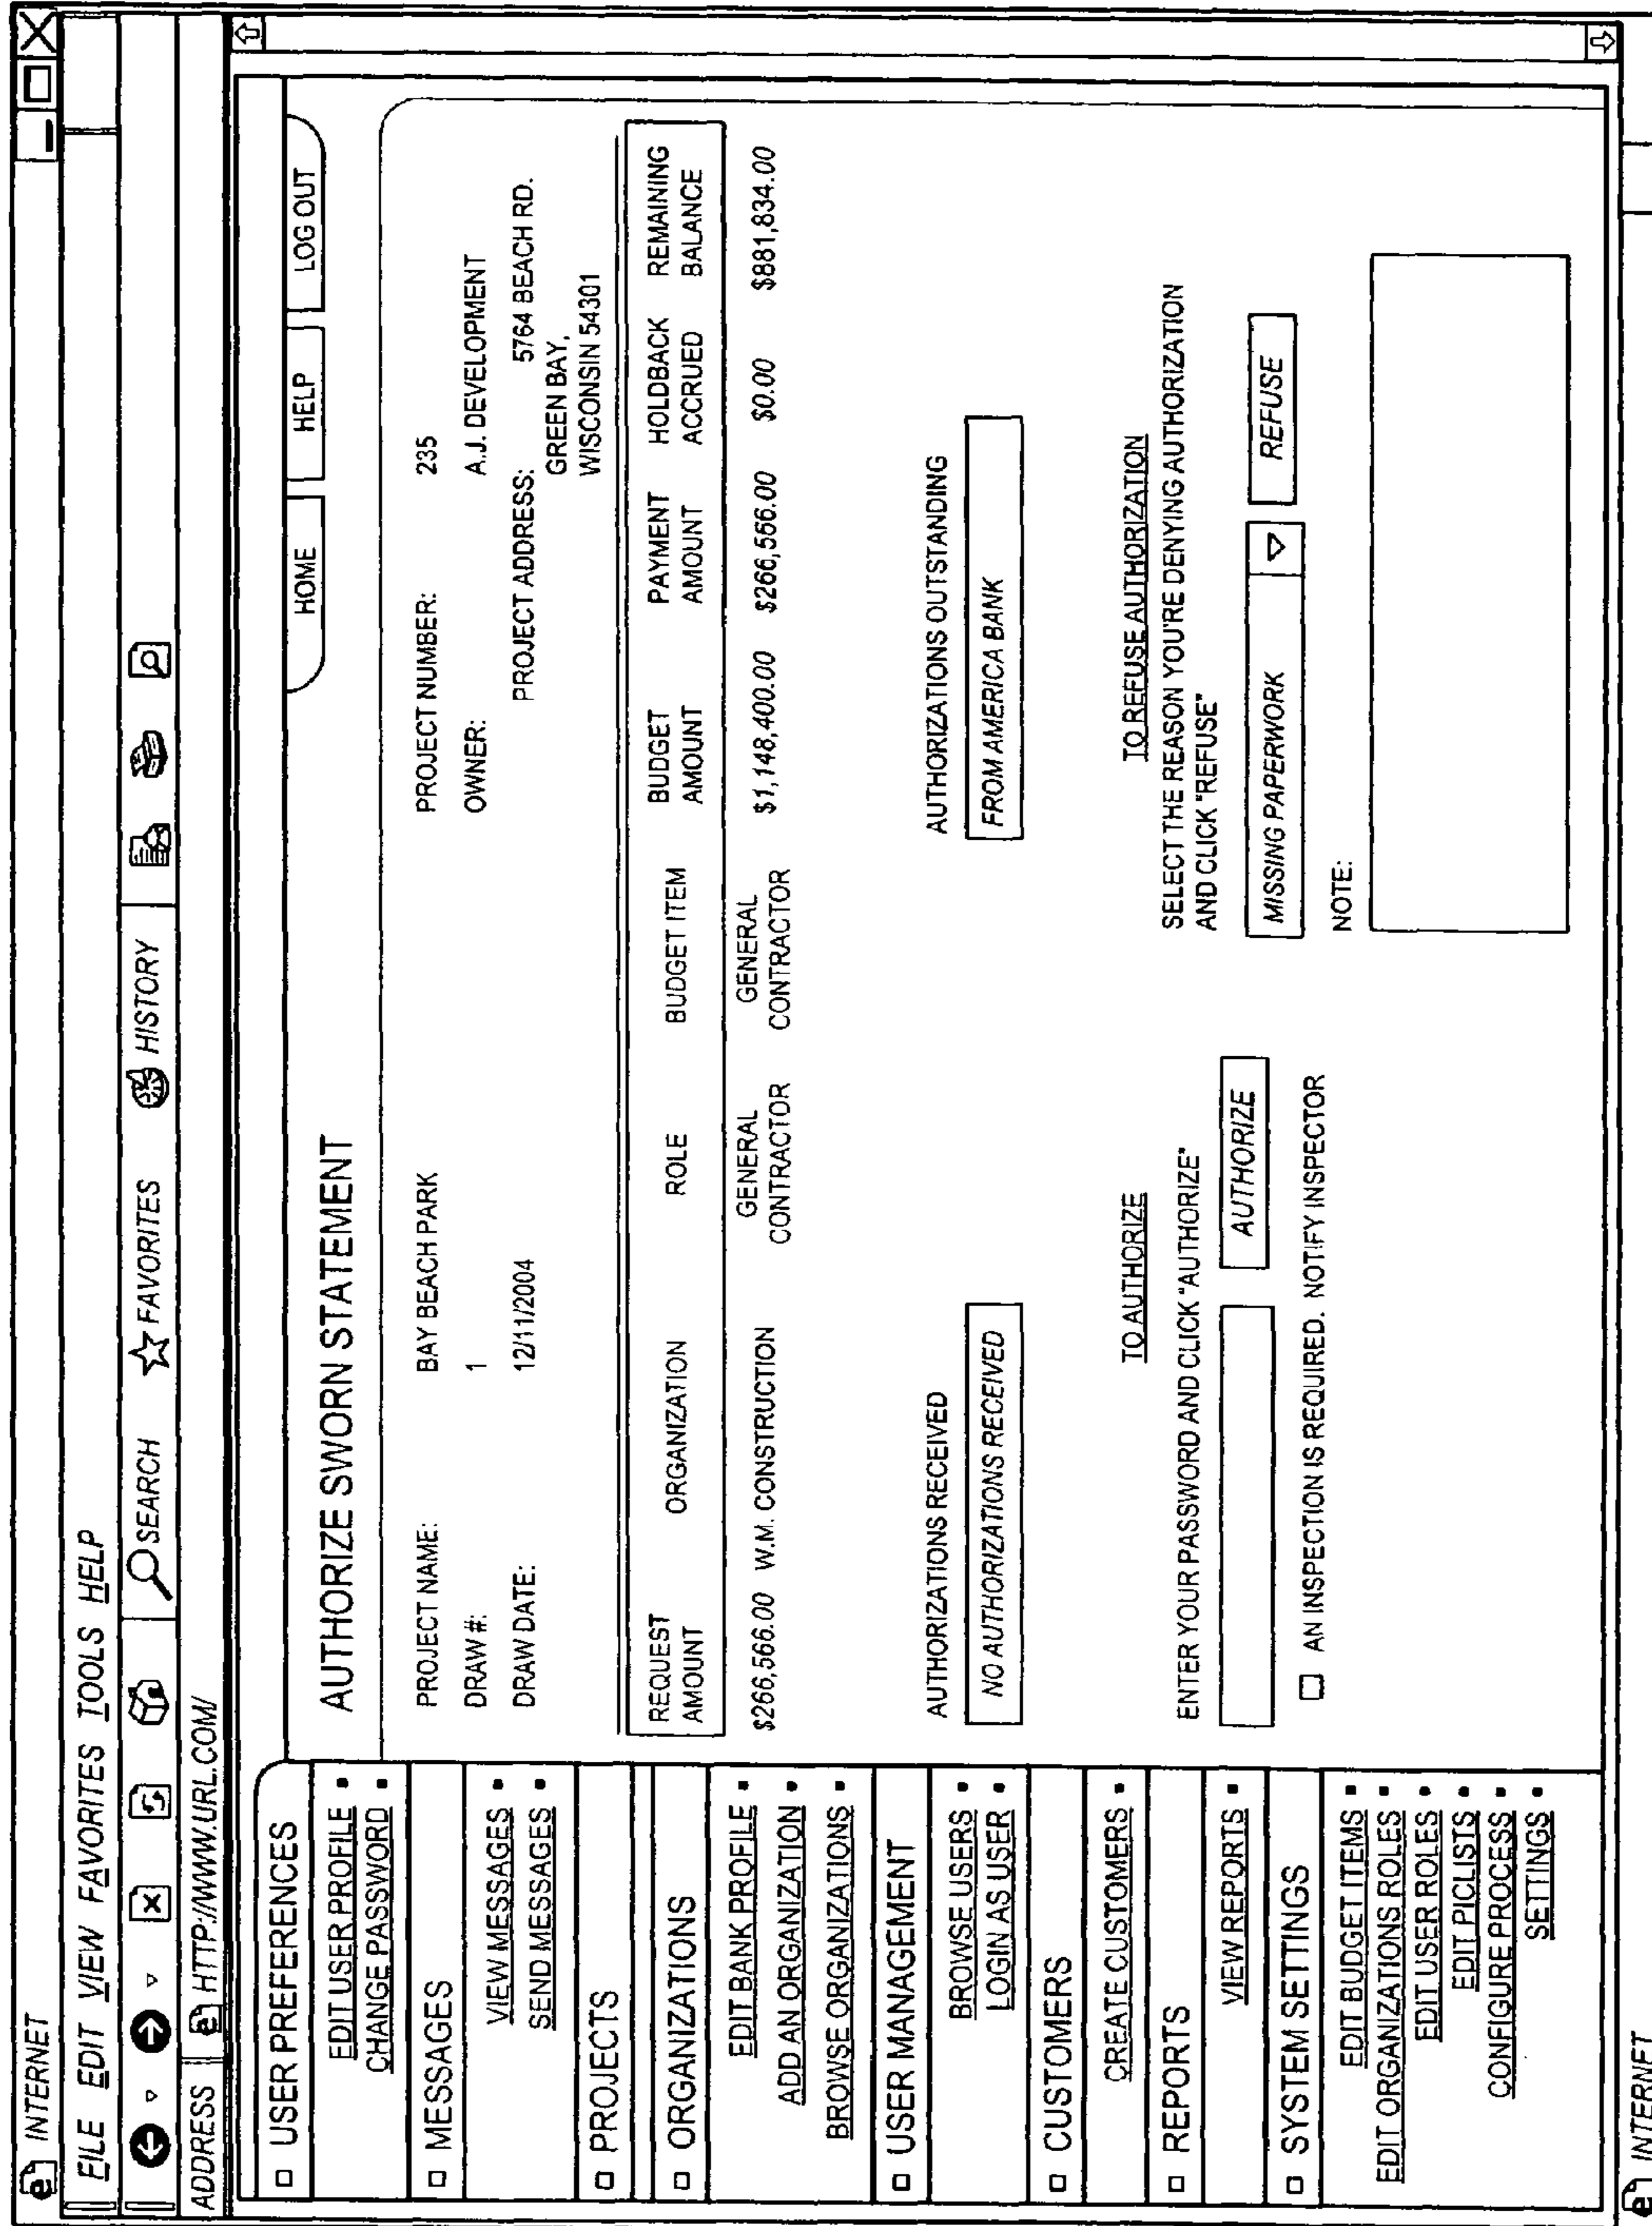 INTERNET
FILE EDIT VIEW FAVORITES TOOLS HELP
SEARCH FAVORITES HISTORY
ADDRESS HTTP://WWW.URL.COM/
HOME HELP LOG OUT
USER PREFERENCES
EDIT USER PROFILE
CHANGE PASSWORD
MESSAGES
VIEW MESSAGES
SEND MESSAGES
PROJECTS
ORGANIZATIONS
EDIT BANK PROFILE
ADD AN ORGANIZATION
BROWSE ORGANIZATIONS
USER MANAGEMENT
BROWSE USERS
LOGIN AS USER
CUSTOMERS
CREATE CUSTOMERS
REPORTS
VIEW REPORTS
SYSTEM SETTINGS
EDIT BUDGET ITEMS
EDIT ORGANIZATIONS ROLES
EDIT USER ROLES
EDIT PICLISTS
CONFIGURE PROCESS
SETTINGS
AUTHORIZE SWORN STATEMENT
PROJECT NAME: BAY BEACH PARK PROJECT NUMBER: 235
DRAW #: 1 OWNER: A.J. DEVELOPMENT
DRAW DATE: 12/11/2004 PROJECT ADDRESS: 5764 BEACH RD.
GREEN BAY,
WISCONSIN 54301
REQUEST ORGANIZATION ROLE BUDGET ITEM BUDGET PAYMENT HOLDBACK REMAINING
AMOUNT AMOUNT AMOUNT ACCRUED BALANCE
$266,566.00 W.M. CONSTRUCTION GENERAL GENERAL $1,148,400.00 $266,566.00 $0.00 $881,834.00
CONTRACTOR CONTRACTOR
AUTHORIZATIONS RECEIVED AUTHORIZATIONS OUTSTANDING
NO AUTHORIZATIONS RECEIVED FROM AMERICA BANK
TO AUTHORIZE
ENTER YOUR PASSWORD AND CLICK "AUTHORIZE"
AUTHORIZE
AN INSPECTION IS REQUIRED. NOTIFY INSPECTOR
TO REFUSE AUTHORIZATION
SELECT THE REASON YOU'RE DENYING AUTHORIZATION
AND CLICK "REFUSE"
MISSING PAPERWORK REFUSE
NOTE:
INTERNET